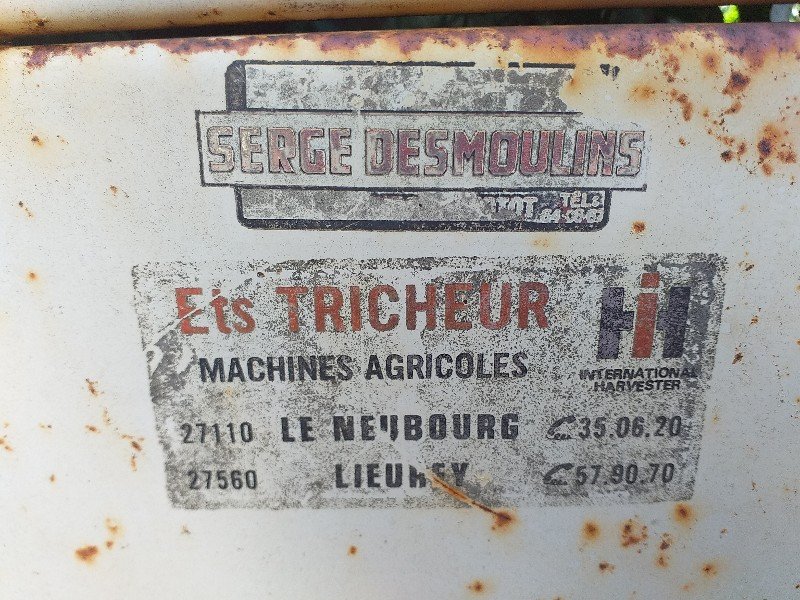 SERGE DESMOULINS
TÉL:
Ets TRICHEUR
MACHINES AGRICOLES
INTERNATIONAL
HARVESTER
27110 LE NEUBOURG 35.06.20
27560 LIEUREY 57.90.70